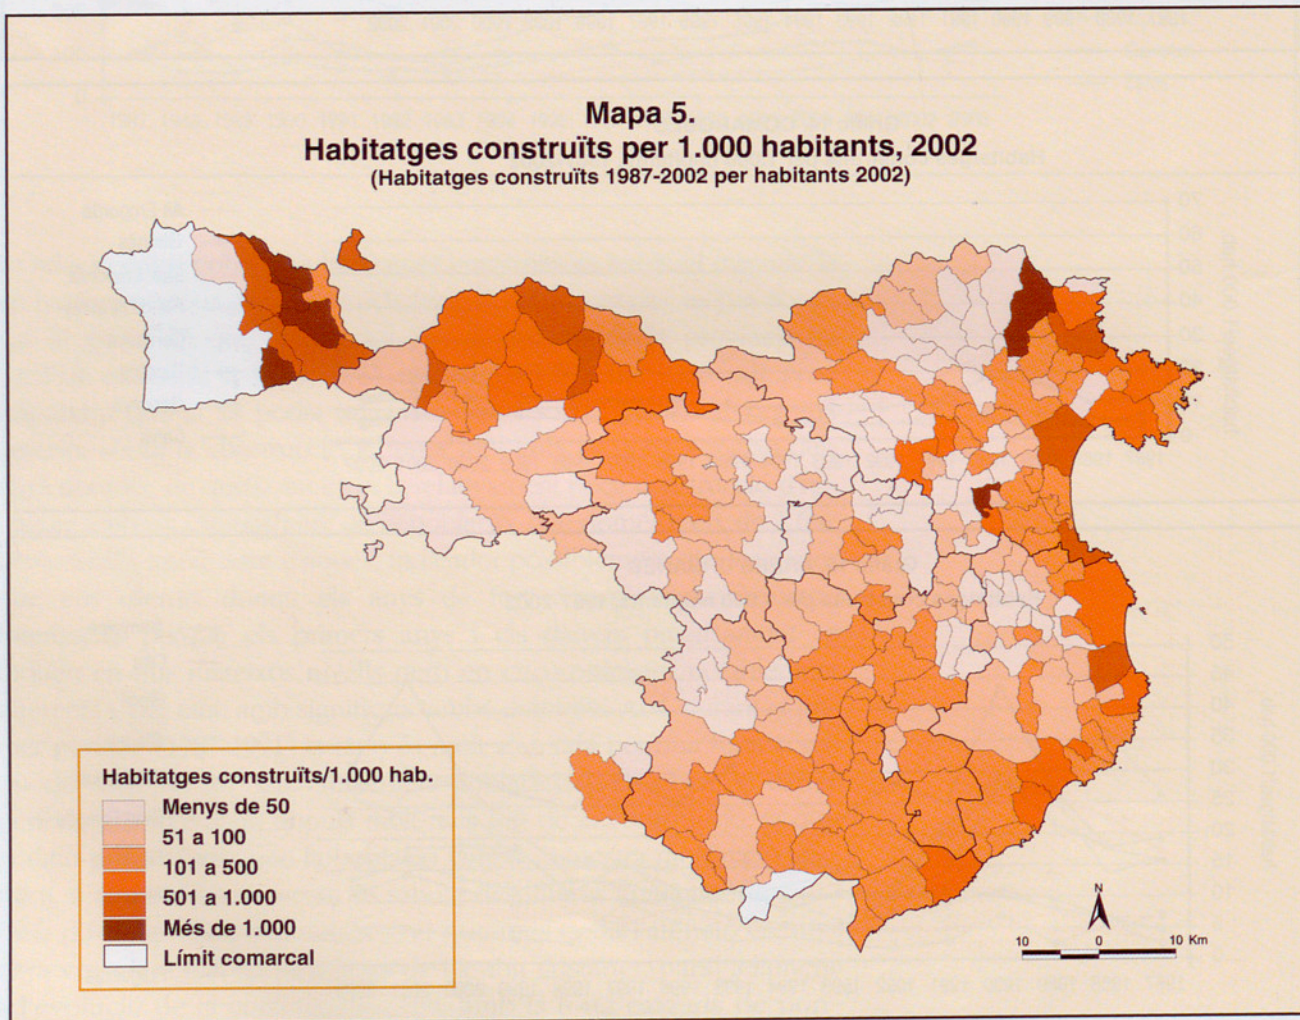 Mapa 5.
Habitatges construïts per 1.000 habitants, 2002
(Habitatges construïts 1987-2002 per habitants 2002)
Habitatges construïts/1.000 hab.
Menys de 50
51 a 100
101 a 500
501 a 1.000
Més de 1.000
Límit comarcal
N
10 0 10 Km